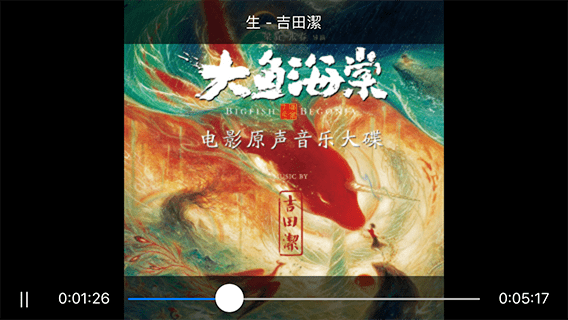 生 - 吉田潔
大鱼海棠
BIGFISH BEGONIA
电影原声音乐大碟
MUSIC BY
吉田潔
0:01:26
0:05:17